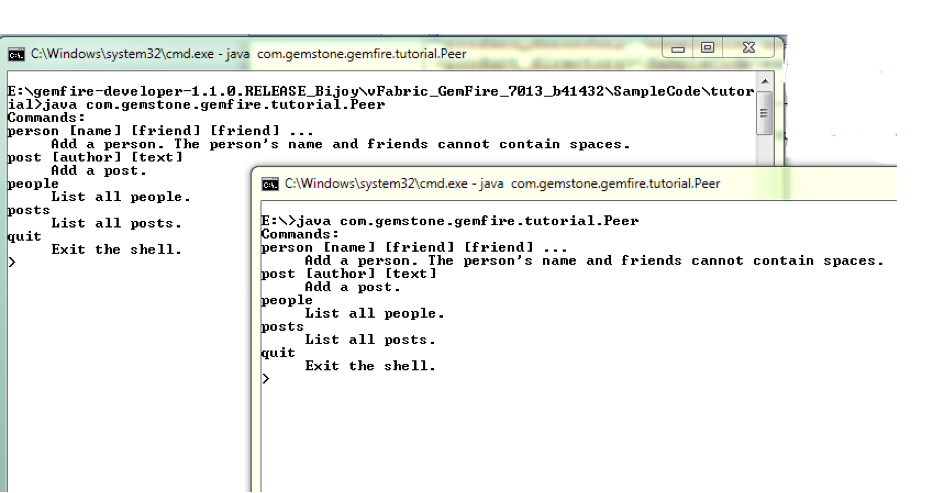 C:\Windows\system32\cmd.exe - java  com.gemstone.gemfire.tutorial.Peer
E:\gemfire-developer-1.1.0.RELEASE_Bijoy\vFabric_GemFire_7013_b41432\SampleCode\tutor
ial>java com.gemstone.gemfire.tutorial.Peer
Commands:
person [name] [friend] [friend] ...
     Add a person. The person's name and friends cannot contain spaces.
post [author] [text]
     Add a post.
people
     List all people.
posts
     List all posts.
quit
     Exit the shell.
>
C:\Windows\system32\cmd.exe - java  com.gemstone.gemfire.tutorial.Peer
E:\>java com.gemstone.gemfire.tutorial.Peer
Commands:
person [name] [friend] [friend] ...
     Add a person. The person's name and friends cannot contain spaces.
post [author] [text]
     Add a post.
people
     List all people.
posts
     List all posts.
quit
     Exit the shell.
>